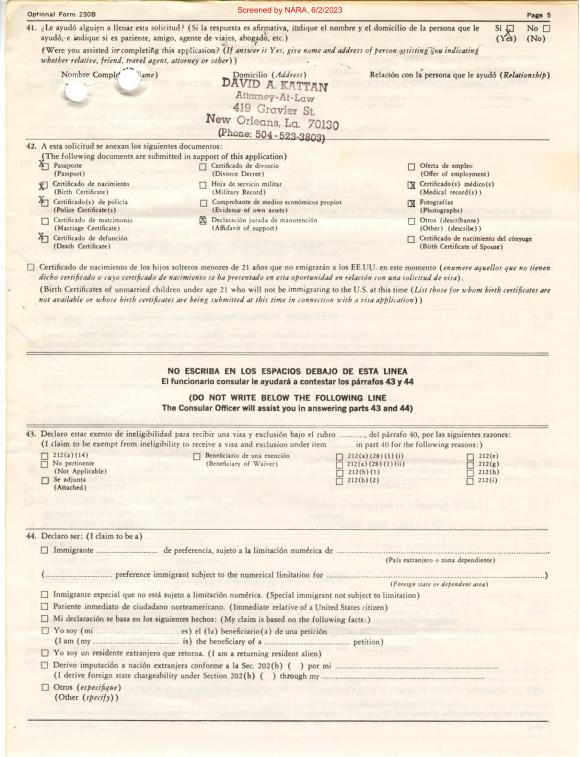 Screened by NARA, 6/2/2023
Optional Form 230B
Page 5
41. ¿Le ayudó alguien a llenar esta solicitud? (Si la respuesta es afirmativa, indique el nombre y el domicilio de la persona que le Sí No
ayudó, e indique si es pariente, amigo, agente de viajes, abogado, etc.) (Yes) (No)
(Were you assisted in completing this application? (If answer is Yes, give name and address of person assisting you indicating
whether relative, friend, travel agent, attorney or other))
Nombre Comple ame) Domicilio (Address) Relación con la persona que le ayudó (Relationship)
DAVID A. KATTAN
Attorney-At-Law
419 Gravier St.
New Orleans, La. 70130
(Phone: 504-523-3803)
42. A esta solicitud se anexan los siguientes documentos:
(The following documents are submitted in support of this application)
X Pasaporte Certificado de divorcio Oferta de empleo
(Passport) (Divorce Decree) (Offer of employment)
X Certificado de nacimiento Hoja de servicio militar X Certificado(s) médico(s)
(Birth Certificate) (Military Record) (Medical record(s))
X Certificado(s) de policía Comprobante de medios económicos propios X Fotografías
(Police Certificate(s) (Evidence of own assets) (Photographs)
Certificado de matrimonio X Declaración jurada de manutención Otros (descríbanse)
(Marriage Certificate) (Affidavit of support) (Other) (describe))
X Certificado de defunción Certificado de nacimiento del cónyuge
(Death Certificate) (Birth Certificate of Spouse)
Certificado de nacimiento de los hijos solteros menores de 21 años que no emigrarán a los EE.UU. en este momento (enumere aquellos que no tienen
dicho certificado o cuyo certificado de nacimiento se ha presentado en esta oportunidad en relación con una solicitud de visa).
(Birth Certificates of unmarried children under age 21 who will not be immigrating to the U.S. at this time (List those for whom birth certificates are
not available or whose birth certificates are being submitted at this time in connection with a visa application))
NO ESCRIBA EN LOS ESPACIOS DEBAJO DE ESTA LINEA
El funcionario consular le ayudará a contestar los párrafos 43 y 44
(DO NOT WRITE BELOW THE FOLLOWING LINE
The Consular Officer will assist you in answering parts 43 and 44)
43. Declaro estar exento de ineligibilidad para recibir una visa y exclusión bajo el rubro .........., del párrafo 40, por las siguientes razones:
(I claim to be exempt from ineligibility to receive a visa and exclusion under item .......... in part 40 for the following reasons:)
212(a)(14) Beneficiario de una exención 212(a)(28)(I)(i) 212(e)
No pertinente (Beneficiary of Waiver) 212(a)(28)(I)(ii) 212(g)
(Not Applicable) 212(b)(1) 212(h)
Se adjunta 212(b)(2) 212(i)
(Attached)
44. Declaro ser: (I claim to be a)
Immigrante .......... de preferencia, sujeto a la limitación numérica de ..........
(País extranjero o zona dependiente)
(.......... preference immigrant subject to the numerical limitation for ..........)
(Foreign state or dependent area)
Inmigrante especial que no está sujeto a limitación numérica. (Special immigrant not subject to limitation)
Pariente inmediato de ciudadano norteamericano. (Immediate relative of a United States citizen)
Mi declaración se basa en los siguientes hechos: (My claim is based on the following facts:)
Yo soy (mi .......... es) el (la) beneficiario(a) de una petición ..........
(I am (my .......... is) the beneficiary of a .......... petition)
Yo soy un residente extranjero que retorna. (I am a returning resident alien)
Derivo imputación a nación extranjera conforme a la Sec. 202(b) ( ) por mi ..........
(I derive foreign state chargeability under Section 202(b) ( ) through my ..........
Otros (especifique)
(Other (specify))